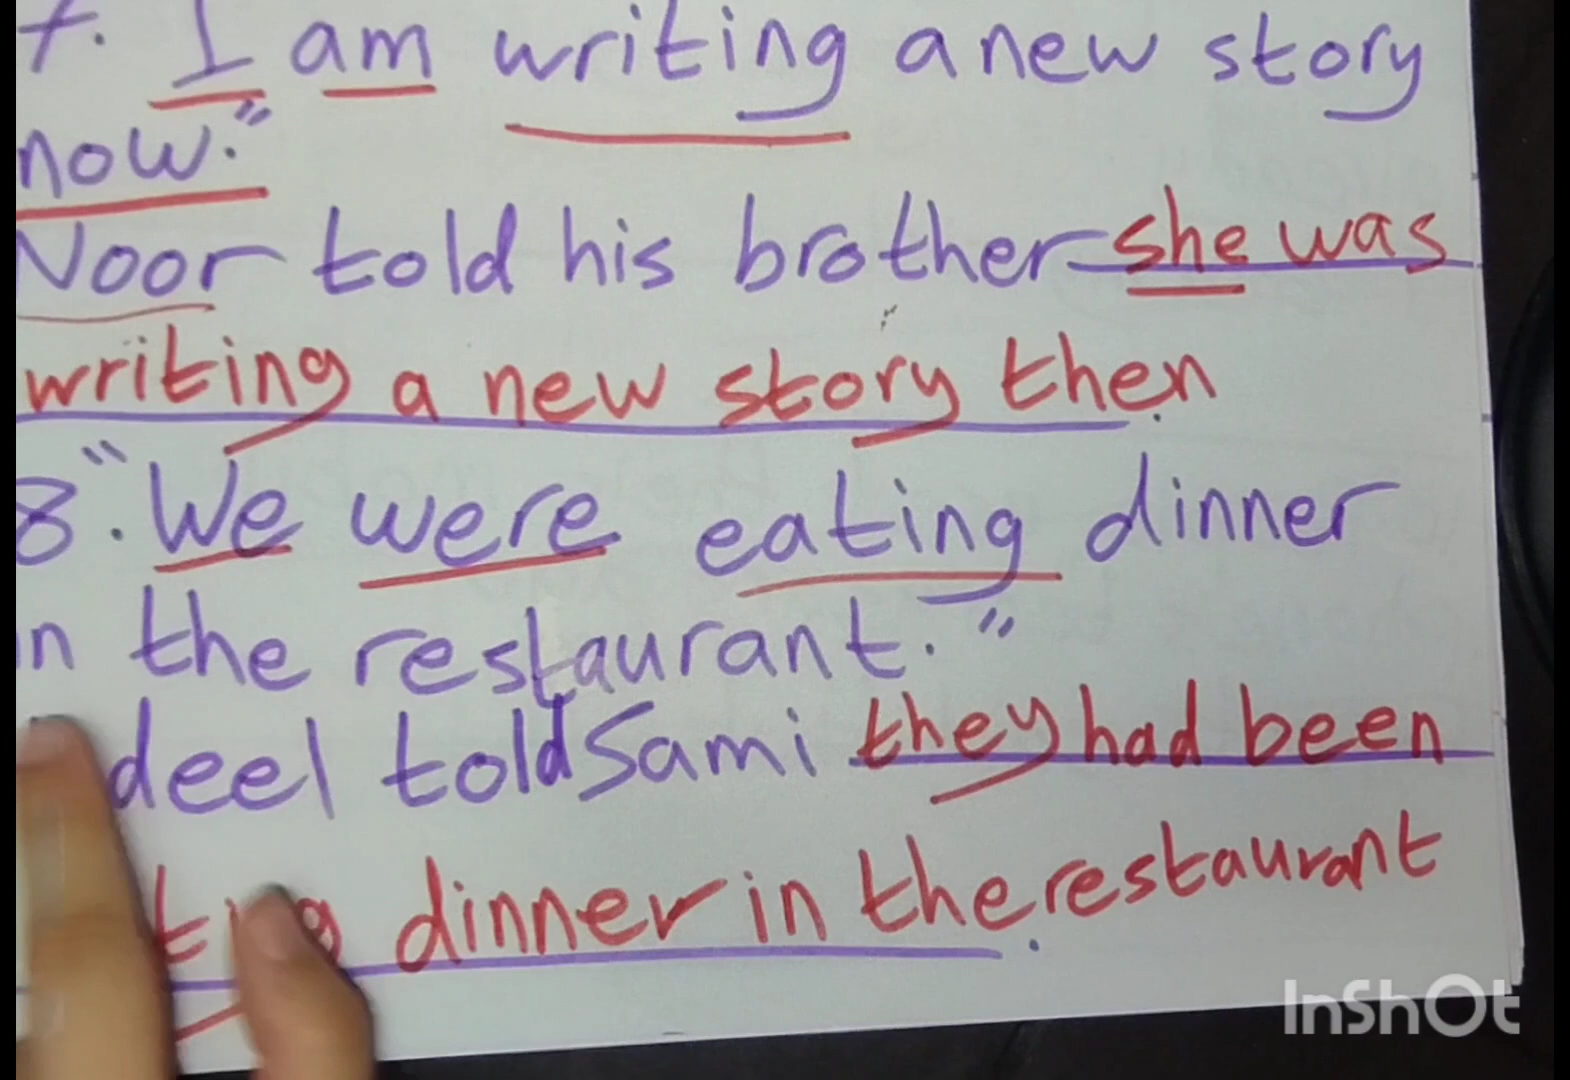 7. I am writing a new story
now."
Noor told his brother she was
writing a new story then.
8. "We were eating dinner
in the restaurant."
deel told Sami they had been
dinner in the restaurant.
InShOt